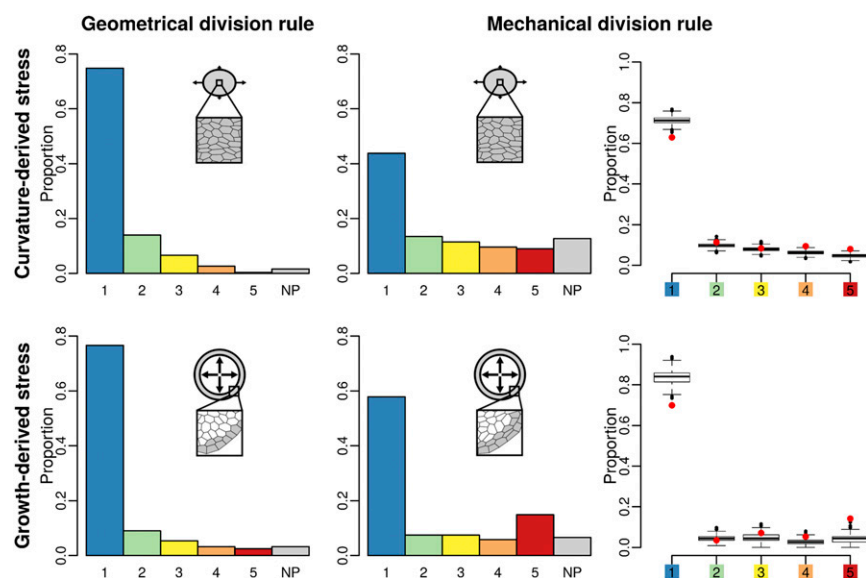 Geometrical division rule
Mechanical division rule
Curvature-derived stress
Proportion
0.0 0.2 0.4 0.6 0.8
1 2 3 4 5 NP
Proportion
0.0 0.2 0.4 0.6 0.8
1 2 3 4 5 NP
Proportion
0.0 0.2 0.4 0.6 0.8 1.0
1 2 3 4 5
Growth-derived stress
Proportion
0.0 0.2 0.4 0.6 0.8
1 2 3 4 5 NP
Proportion
0.0 0.2 0.4 0.6 0.8
1 2 3 4 5 NP
Proportion
0.0 0.2 0.4 0.6 0.8 1.0
1 2 3 4 5